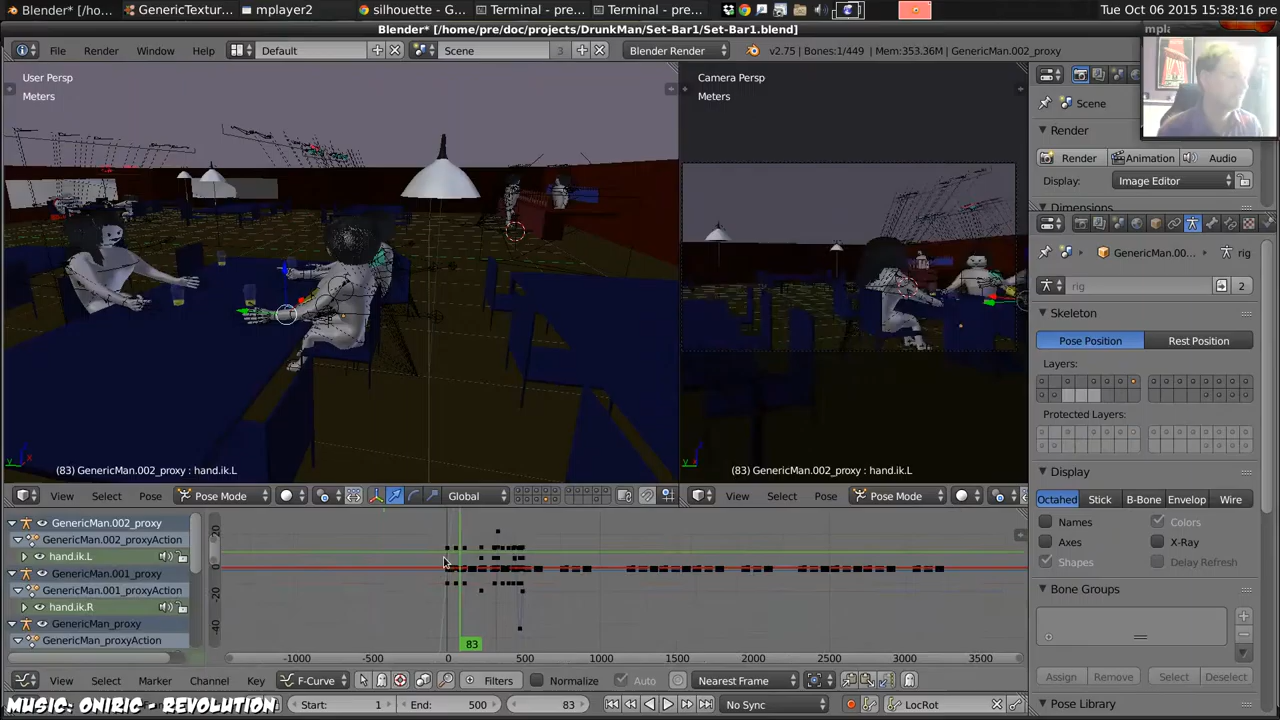 Blender*
GenericTextur...
mplayer2
silhouette - G...
Terminal - pre...
Terminal - pre...
Tue Oct 06 2015 15:38:16 pre
Blender* [/home/pre/doc/projects/DrunkMan/Set-Bar1/Set-Bar1.blend]
File Render Window Help
Default
Scene
3
Blender Render
v2.75 | Bones:1/449 | Mem:353.36M | GenericMan.002_proxy
User Persp
Meters
Camera Persp
Meters
Scene
Render
Render
Animation
Audio
Display:
Image Editor
Dimensions
GenericMan.00...
rig
rig
2
Skeleton
Pose Position
Rest Position
Layers:
Protected Layers:
Display
Octahed
Stick
B-Bone
Envelop
Wire
Names
Colors
Axes
X-Ray
Shapes
Delay Refresh
Bone Groups
Assign
Remove
Select
Deselect
Pose Library
(83) GenericMan.002_proxy : hand.ik.L
(83) GenericMan.002_proxy : hand.ik.L
View Select Pose
Pose Mode
Global
View Select Pose
Pose Mode
GenericMan.002_proxy
GenericMan.002_proxyAction
hand.ik.L
GenericMan.001_proxy
GenericMan.001_proxyAction
hand.ik.R
GenericMan_proxy
GenericMan_proxyAction
20
0
-20
-40
83
-1000 -500 0 500 1000 1500 2000 2500 3000 3500
View Select Marker Channel Key
F-Curve
Filters
Normalize
Auto
Nearest Frame
MUSIC: ONIRIC - REVOLUTION
Start: 1
End: 500
83
No Sync
LocRot